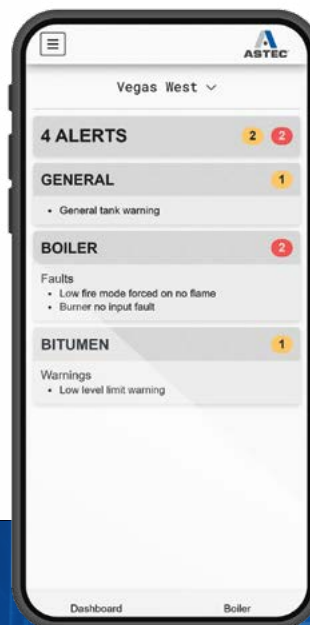 ASTEC
Vegas West
4 ALERTS 2 2
GENERAL 1
• General tank warning
BOILER 2
Faults
• Low fire mode forced on no flame
• Burner no input fault
BITUMEN 1
Warnings
• Low level limit warning
Dashboard Boiler